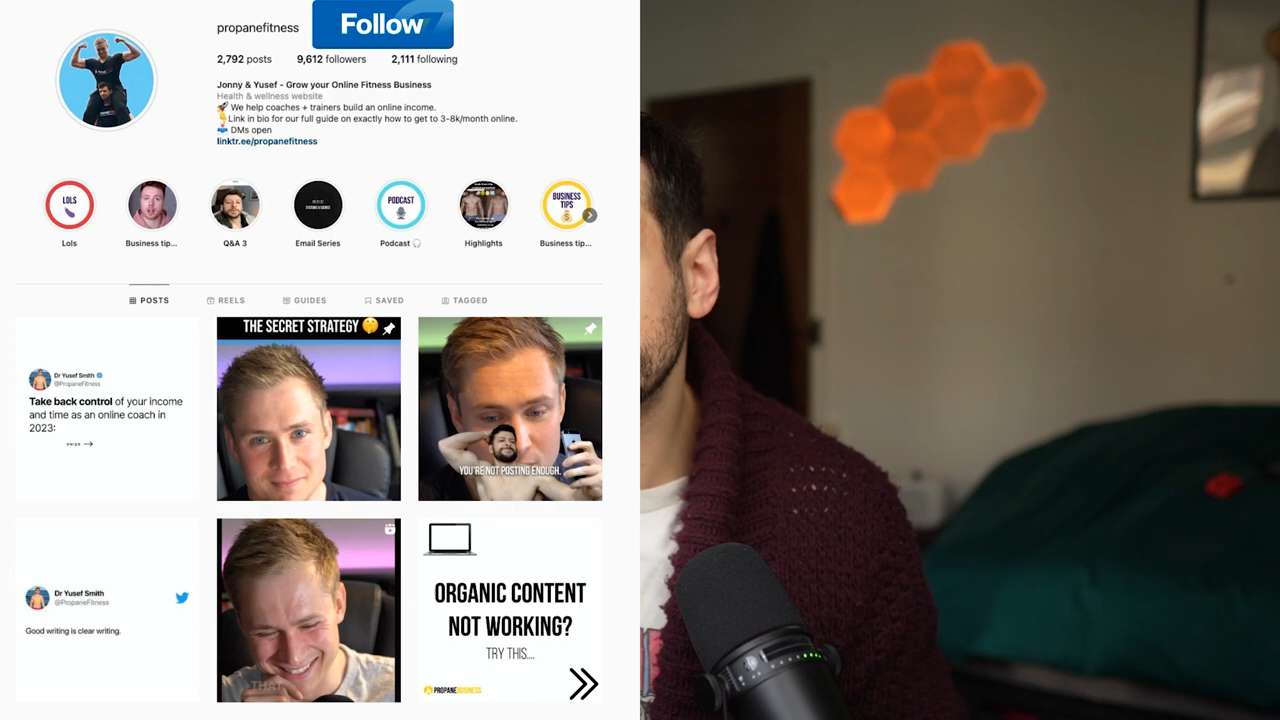 propanefitness
Follow
2,792 posts 9,612 followers 2,111 following
Jonny & Yusef - Grow your Online Fitness Business
Health & wellness website
🚀 We help coaches + trainers build an online income.
👇Link in bio for our full guide on exactly how to get to 3-8k/month online.
📪 DMs open
linktr.ee/propanefitness
LOLS
PODCAST
BUSINESS
TIPS
Lols Business tip... Q&A 3 Email Series Podcast 🎧 Highlights Business tip...
POSTS REELS GUIDES SAVED TAGGED
Dr Yusef Smith
@PropaneFitness
Take back control of your income
and time as an online coach in
2023:
SWIPE
THE SECRET STRATEGY 🤫
YOU'RE NOT POSTING ENOUGH.
Dr Yusef Smith
@PropaneFitness
Good writing is clear writing.
THAT
ORGANIC CONTENT
NOT WORKING?
TRY THIS....
PROPANEBUSINESS